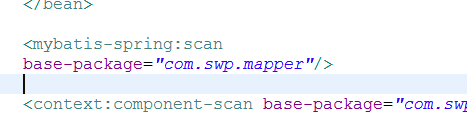 </bean>
<mybatis-spring:scan
base-package="com.swp.mapper"/>
<context:component-scan base-package="com.swp